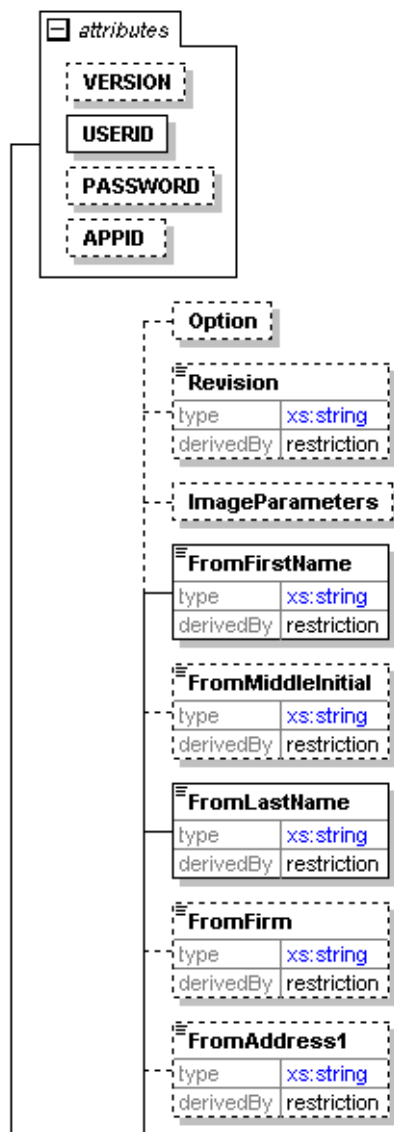 attributes
VERSION
USERID
PASSWORD
APPID
Option
Revision
type xs:string
derivedBy restriction
ImageParameters
FromFirstName
type xs:string
derivedBy restriction
FromMiddleInitial
type xs:string
derivedBy restriction
FromLastName
type xs:string
derivedBy restriction
FromFirm
type xs:string
derivedBy restriction
FromAddress1
type xs:string
derivedBy restriction